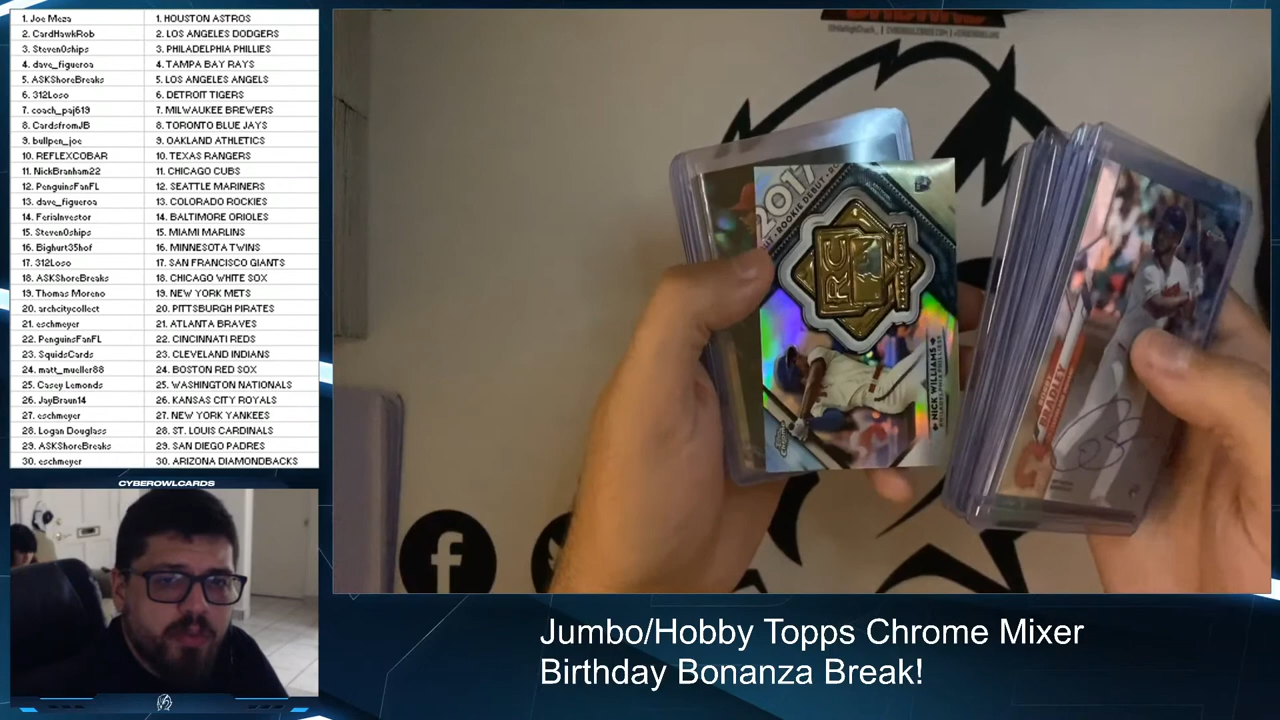 1. Joe Meza 1. HOUSTON ASTROS
2. CardHawkRob 2. LOS ANGELES DODGERS
3. Steven0ships 3. PHILADELPHIA PHILLIES
4. dave_figueroa 4. TAMPA BAY RAYS
5. ASKShoreBreaks 5. LOS ANGELES ANGELS
6. 312Loso 6. DETROIT TIGERS
7. coach_paj619 7. MILWAUKEE BREWERS
8. CardsfromJB 8. TORONTO BLUE JAYS
9. bullpen_joe 9. OAKLAND ATHLETICS
10. REFLEXCOBAR 10. TEXAS RANGERS
11. NickBranham22 11. CHICAGO CUBS
12. PenguinsFanFL 12. SEATTLE MARINERS
13. dave_figueroa 13. COLORADO ROCKIES
14. FeriaInvestor 14. BALTIMORE ORIOLES
15. Steven0ships 15. MIAMI MARLINS
16. Bighurt35hof 16. MINNESOTA TWINS
17. 312Loso 17. SAN FRANCISCO GIANTS
18. ASKShoreBreaks 18. CHICAGO WHITE SOX
19. Thomas Moreno 19. NEW YORK METS
20. archcitycollect 20. PITTSBURGH PIRATES
21. eschmeyer 21. ATLANTA BRAVES
22. PenguinsFanFL 22. CINCINNATI REDS
23. SquidsCards 23. CLEVELAND INDIANS
24. matt_mueller88 24. BOSTON RED SOX
25. Casey Lemonds 25. WASHINGTON NATIONALS
26. JayBraun14 26. KANSAS CITY ROYALS
27. eschmeyer 27. NEW YORK YANKEES
28. Logan Douglass 28. ST. LOUIS CARDINALS
29. ASKShoreBreaks 29. SAN DIEGO PADRES
30. eschmeyer 30. ARIZONA DIAMONDBACKS
CYBEROWLCARDS
2017
ROOKIE DEBUT
RC
NICK WILLIAMS
PHILADELPHIA PHILLIES
BOBBY
BRADLEY
f
Jumbo/Hobby Topps Chrome Mixer
Birthday Bonanza Break!